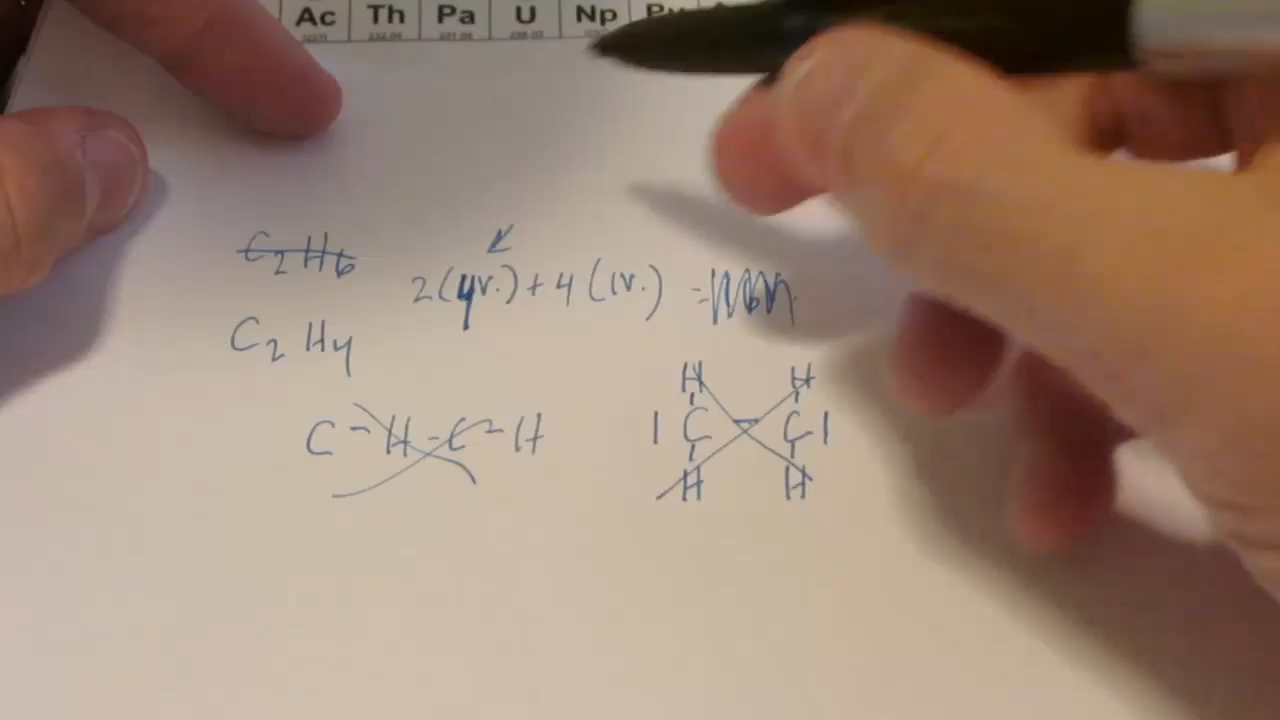 Ac Th Pa U Np
C2H6
2(4v.)+4(1v.) =
C2H4
C-H-C-H
H H
C - C
H H